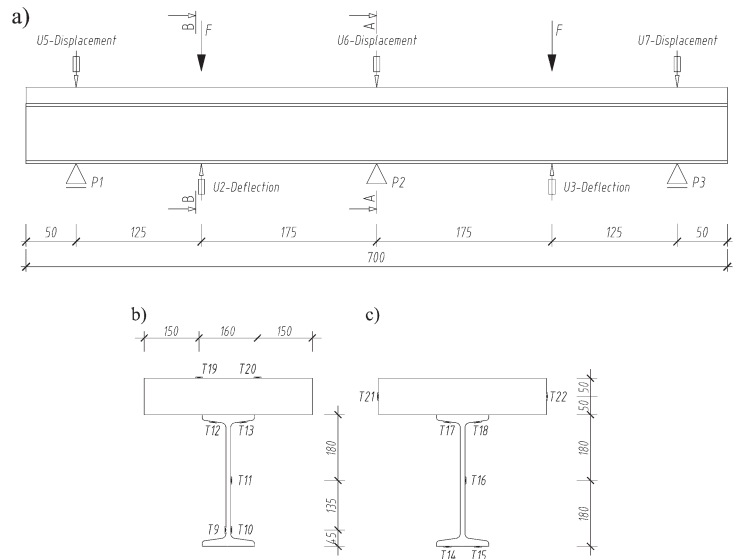 a)
B
F
A
F
U5-Displacement
U6-Displacement
U7-Displacement
P1
U2-Deflection
P2
U3-Deflection
P3
B
A
50
125
175
175
125
50
700
b)
c)
150
160
150
T19
T20
T21
T22
50
50
T12
T13
T17
T18
180
180
T11
T16
135
180
T9
T10
45
T14
T15